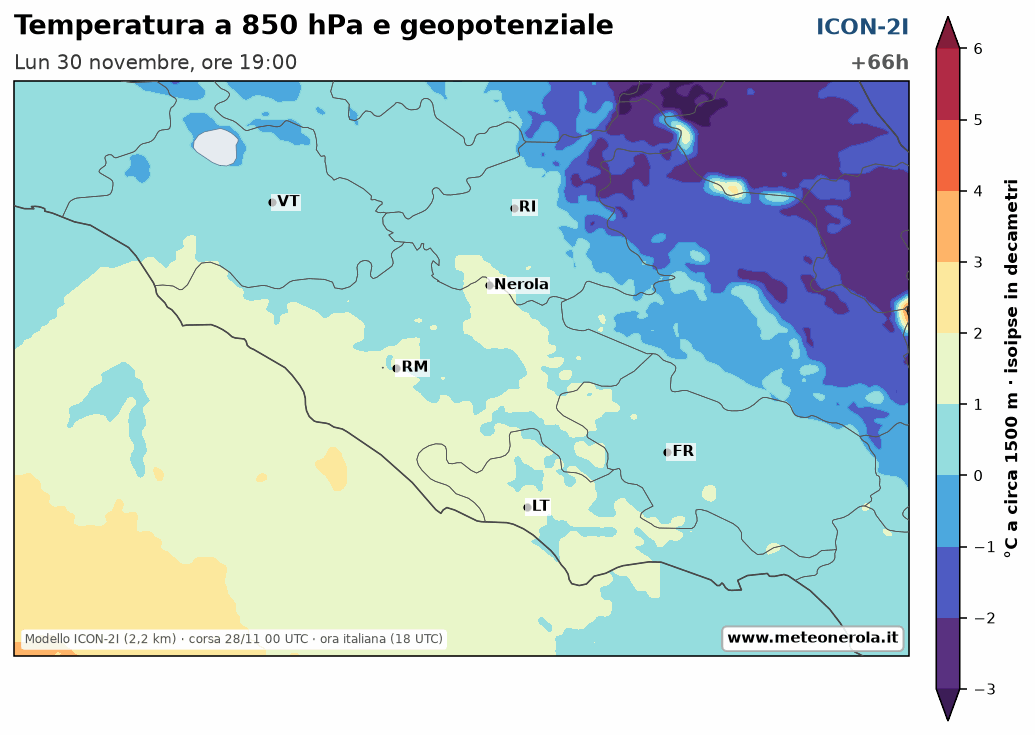 Temperatura a 850 hPa e geopotenziale
ICON-2I
Lun 30 novembre, ore 19:00
+66h
VT
RI
Nerola
RM
FR
LT
Modello ICON-2I (2,2 km) · corsa 28/11 00 UTC · ora italiana (18 UTC)
www.meteonerola.it
6
5
4
3
2
1
0
−1
−2
−3
°C a circa 1500 m · isoipse in decametri